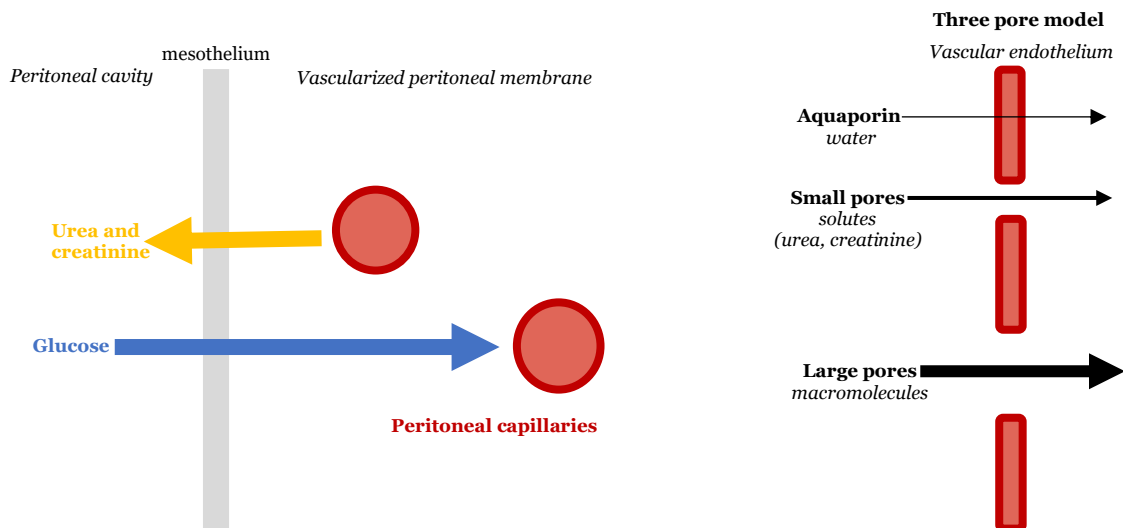 mesothelium
Peritoneal cavity
Vascularized peritoneal membrane
Urea and
creatinine
Glucose
Peritoneal capillaries
Three pore model
Vascular endothelium
Aquaporin
water
Small pores
solutes
(urea, creatinine)
Large pores
macromolecules